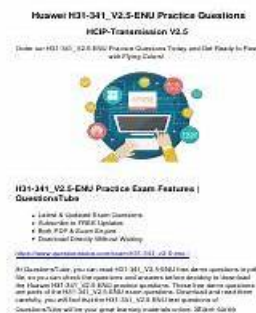 Huawei H31-341_V2.5-ENU Practice Questions
HCIP-Transmission V2.5
Order our H31-341_V2.5-ENU Practice Questions Today and Get Ready to Pass
with Flying Colors!
H31-341_V2.5-ENU Practice Exam Features |
QuestionsTube
Latest & Updated Exam Questions
Subscribe to FREE Updates
Both PDF & Exam Engine
Download Directly Without Waiting
At QuestionsTube, you can read H31-341_V2.5-ENU free demo questions in pdf
file, so you can check the questions and answers before deciding to download
the Huawei H31-341_V2.5-ENU practice questions. These free demo questions
are parts of the H31-341_V2.5-ENU exam questions. Download and read them
carefully, you will find that the H31-341_V2.5-ENU test questions of
QuestionsTube will be your great learning materials online.